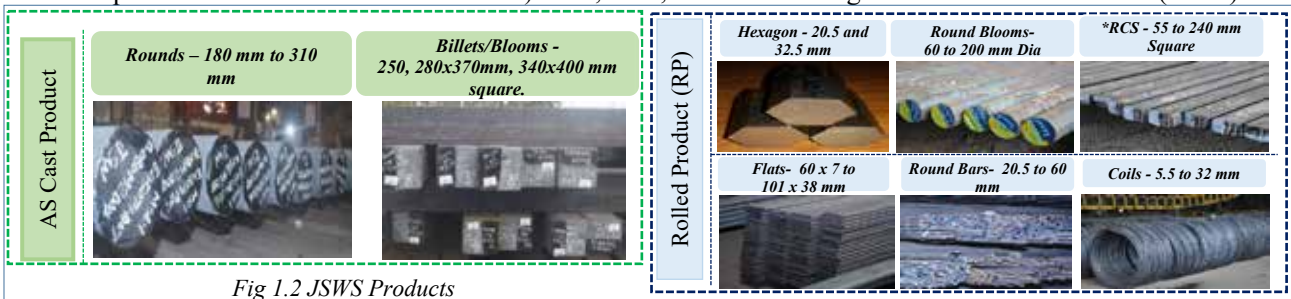 AS Cast Product
Rounds – 180 mm to 310
mm
Billets/Blooms -
250, 280x370mm, 340x400 mm
square.
Fig 1.2 JSWS Products
Rolled Product (RP)
Hexagon - 20.5 and
32.5 mm
Round Blooms-
60 to 200 mm Dia
*RCS - 55 to 240 mm
Square
Flats- 60 x 7 to
101 x 38 mm
Round Bars- 20.5 to 60
mm
Coils - 5.5 to 32 mm